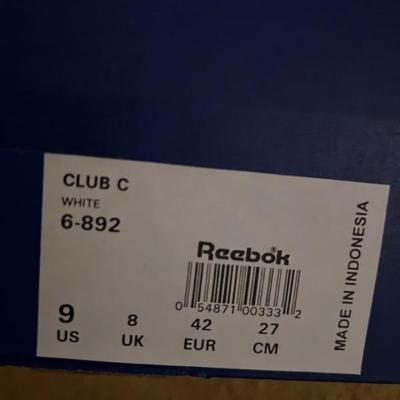 CLUB C
WHITE
6-892
Reebok
0 54871 00333 2
9 8 42 27
US UK EUR CM
MADE IN INDONESIA